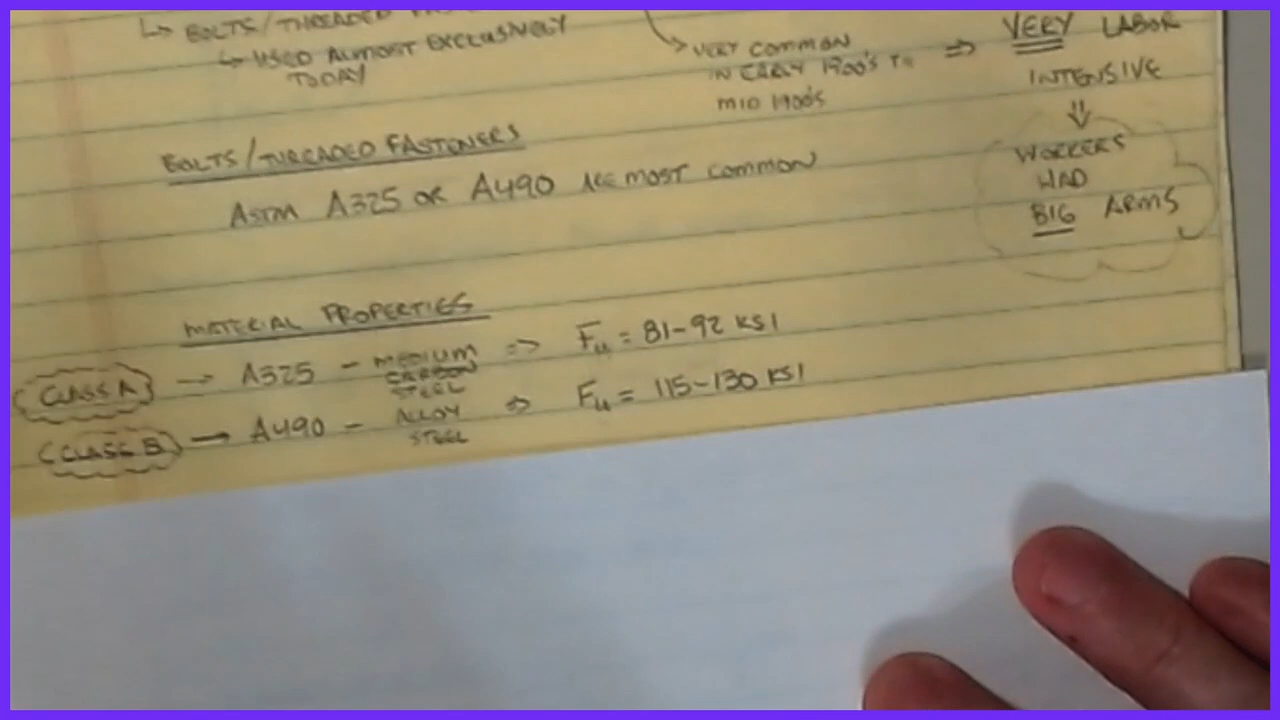 ↳ BOLTS/THREADED
↳ USED ALMOST EXCLUSIVELY
TODAY
VERY COMMON
IN EARLY 1900'S TO
MID 1900'S
⇒ VERY LABOR
INTENSIVE
⇓
WORKERS
HAD
BIG ARMS
BOLTS/THREADED FASTENERS
ASTM A325 OR A490 ARE MOST COMMON
MATERIAL PROPERTIES
CLASS A → A325 - MEDIUM
CARBON
STEEL ⇒ Fu = 81-92 KSI
CLASS B → A490 - ALLOY
STEEL ⇒ Fu = 115-130 KSI